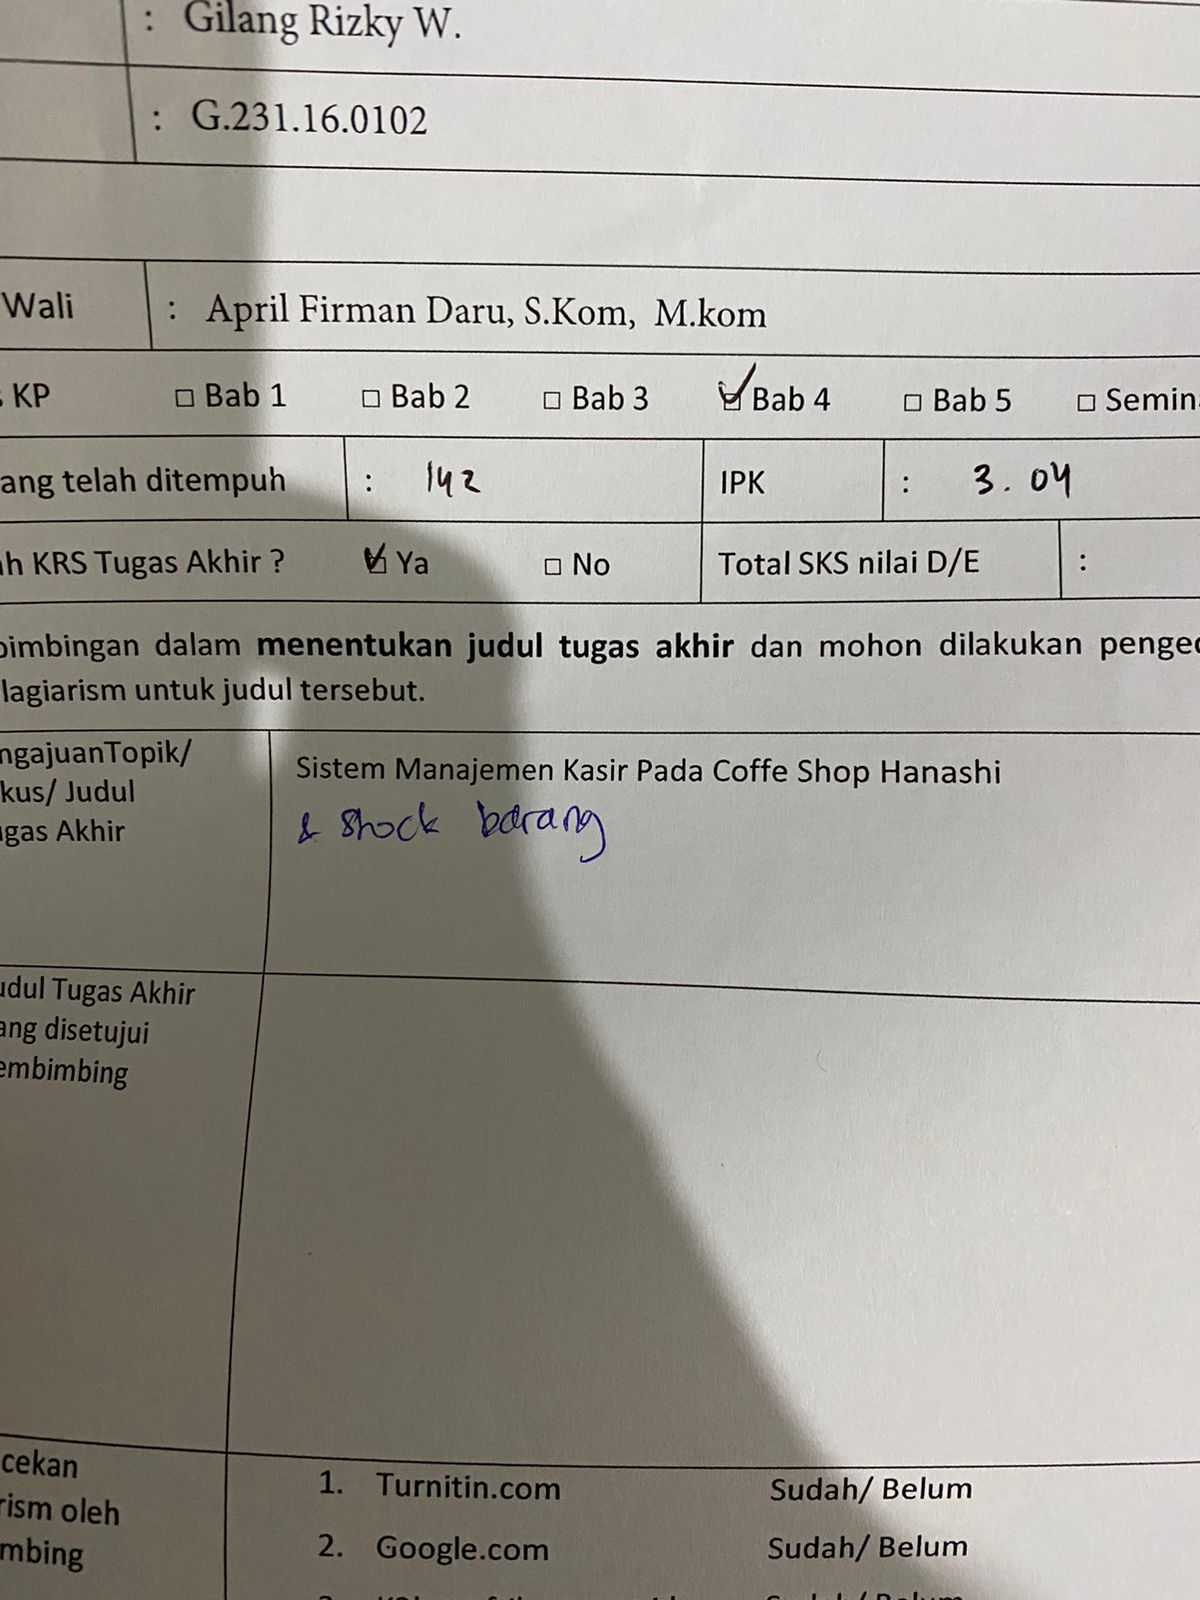 : Gilang Rizky W.
: G.231.16.0102
Wali : April Firman Daru, S.Kom, M.kom
KP □ Bab 1 □ Bab 2 □ Bab 3 ☑ Bab 4 □ Bab 5 □ Semin
ang telah ditempuh : 142 IPK : 3.04
h KRS Tugas Akhir ? ☑ Ya □ No Total SKS nilai D/E :
bimbingan dalam menentukan judul tugas akhir dan mohon dilakukan penge
lagiarism untuk judul tersebut.
ngajuanTopik/
kus/ Judul
gas Akhir
Sistem Manajemen Kasir Pada Coffe Shop Hanashi
& Stock barang
udul Tugas Akhir
ang disetujui
embimbing
cekan
rism oleh
mbing
1. Turnitin.com Sudah/ Belum
2. Google.com Sudah/ Belum